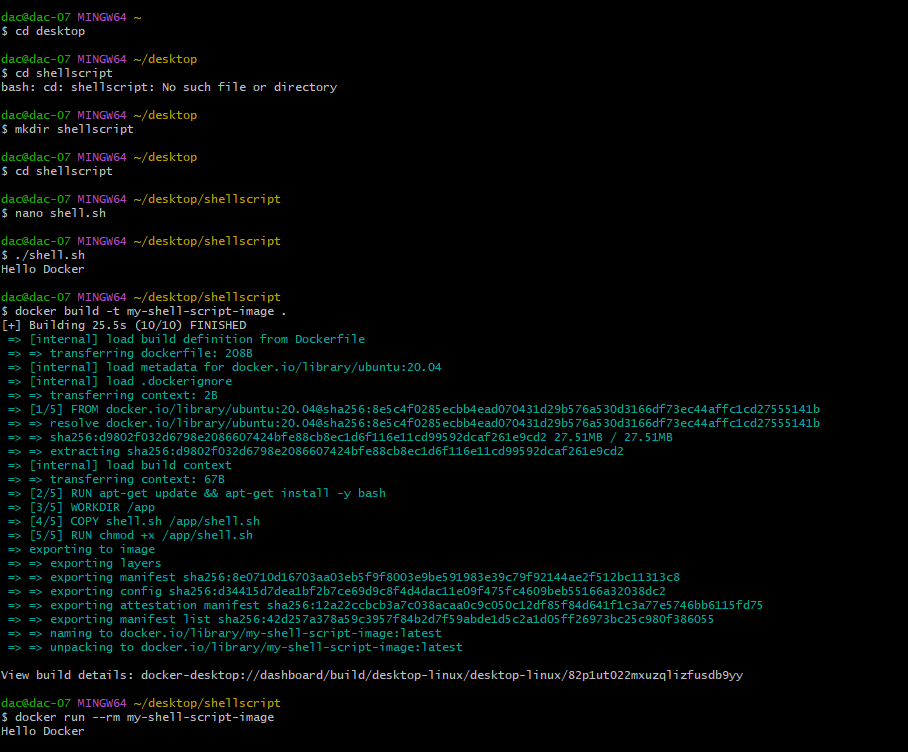 dac@dac-07 MINGW64 ~
$ cd desktop
dac@dac-07 MINGW64 ~/desktop
$ cd shellscript
bash: cd: shellscript: No such file or directory
dac@dac-07 MINGW64 ~/desktop
$ mkdir shellscript
dac@dac-07 MINGW64 ~/desktop
$ cd shellscript
dac@dac-07 MINGW64 ~/desktop/shellscript
$ nano shell.sh
dac@dac-07 MINGW64 ~/desktop/shellscript
$ ./shell.sh
Hello Docker
dac@dac-07 MINGW64 ~/desktop/shellscript
$ docker build -t my-shell-script-image .
[+] Building 25.5s (10/10) FINISHED
=> [internal] load build definition from Dockerfile
=> => transferring dockerfile: 208B
=> [internal] load metadata for docker.io/library/ubuntu:20.04
=> [internal] load .dockerignore
=> => transferring context: 2B
=> [1/5] FROM docker.io/library/ubuntu:20.04@sha256:8e5c4f0285ecbb4ead070431d29b576a530d3166df73ec44affc1cd27555141b
=> => resolve docker.io/library/ubuntu:20.04@sha256:8e5c4f0285ecbb4ead070431d29b576a530d3166df73ec44affc1cd27555141b
=> => sha256:d9802f032d6798e2086607424bfe88cb8ec1d6f116e11cd99592dcaf261e9cd2 27.51MB / 27.51MB
=> => extracting sha256:d9802f032d6798e2086607424bfe88cb8ec1d6f116e11cd99592dcaf261e9cd2
=> [internal] load build context
=> => transferring context: 67B
=> [2/5] RUN apt-get update && apt-get install -y bash
=> [3/5] WORKDIR /app
=> [4/5] COPY shell.sh /app/shell.sh
=> [5/5] RUN chmod +x /app/shell.sh
=> exporting to image
=> => exporting layers
=> => exporting manifest sha256:8e0710d16703aa03eb5f9f8003e9be591983e39c79f92144ae2f512bc11313c8
=> => exporting config sha256:d34415d7dea1bf2b7ce69d9c8f4d4dac11e09f475fc4609beb55166a32038dc2
=> => exporting attestation manifest sha256:12a22ccbcb3a7c038acaa0c9c050c12df85f84d641f1c3a77e5746bb6115fd75
=> => exporting manifest list sha256:42d257a378a59c3957f84b2d7f59abde1d5c2a1d05ff26973bc25c980f386055
=> => naming to docker.io/library/my-shell-script-image:latest
=> => unpacking to docker.io/library/my-shell-script-image:latest
View build details: docker-desktop://dashboard/build/desktop-linux/desktop-linux/82p1ut022mxuzqlizfusdb9yy
dac@dac-07 MINGW64 ~/desktop/shellscript
$ docker run --rm my-shell-script-image
Hello Docker